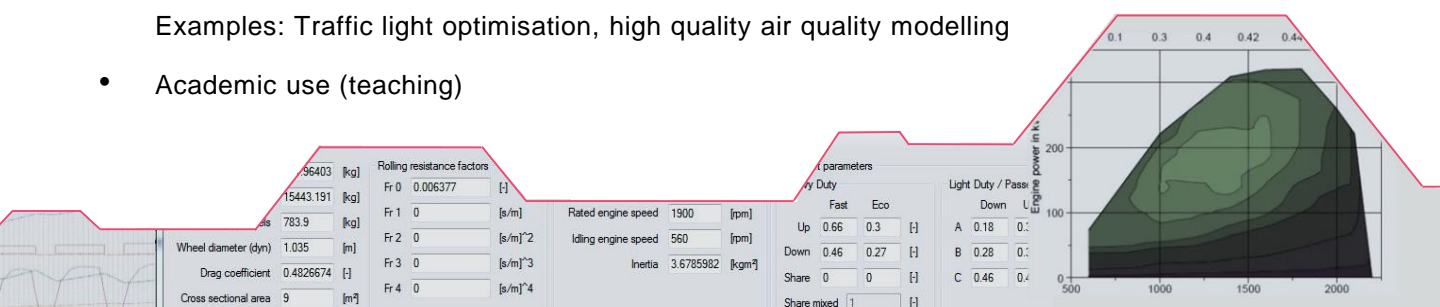 Examples: Traffic light optimisation, high quality air quality modelling
• Academic use (teaching)
[kg]
15443.191 [kg]
783.9 [kg]
Wheel diameter (dyn) 1.035 [m]
Drag coefficient 0.4826674 [-]
Cross sectional area 9 [m²]
Rolling resistance factors
Fr 0 0.006377 [-]
Fr 1 0 [s/m]
Fr 2 0 [s/m]^2
Fr 3 0 [s/m]^3
Fr 4 0 [s/m]^4
Rated engine speed 1900 [rpm]
Idling engine speed 560 [rpm]
Inertia 3.6785982 [kgm²]
parameters
Duty
Fast Eco
Up 0.66 0.3 [-]
Down 0.46 0.27 [-]
Share 0 0 [-]
Share mixed 1 [-]
Light Duty /
Down
A 0.18
B 0.28
C 0.46
0.1 0.3 0.4 0.42 0.44
Engine power in
200
100
0
500 1000 1500 2000